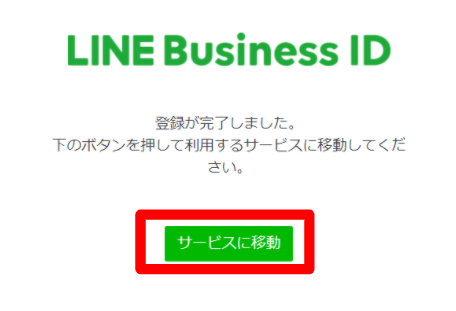 LINE Business ID
登録が完了しました。
下のボタンを押して利用するサービスに移動してくだ
さい。
サービスに移動